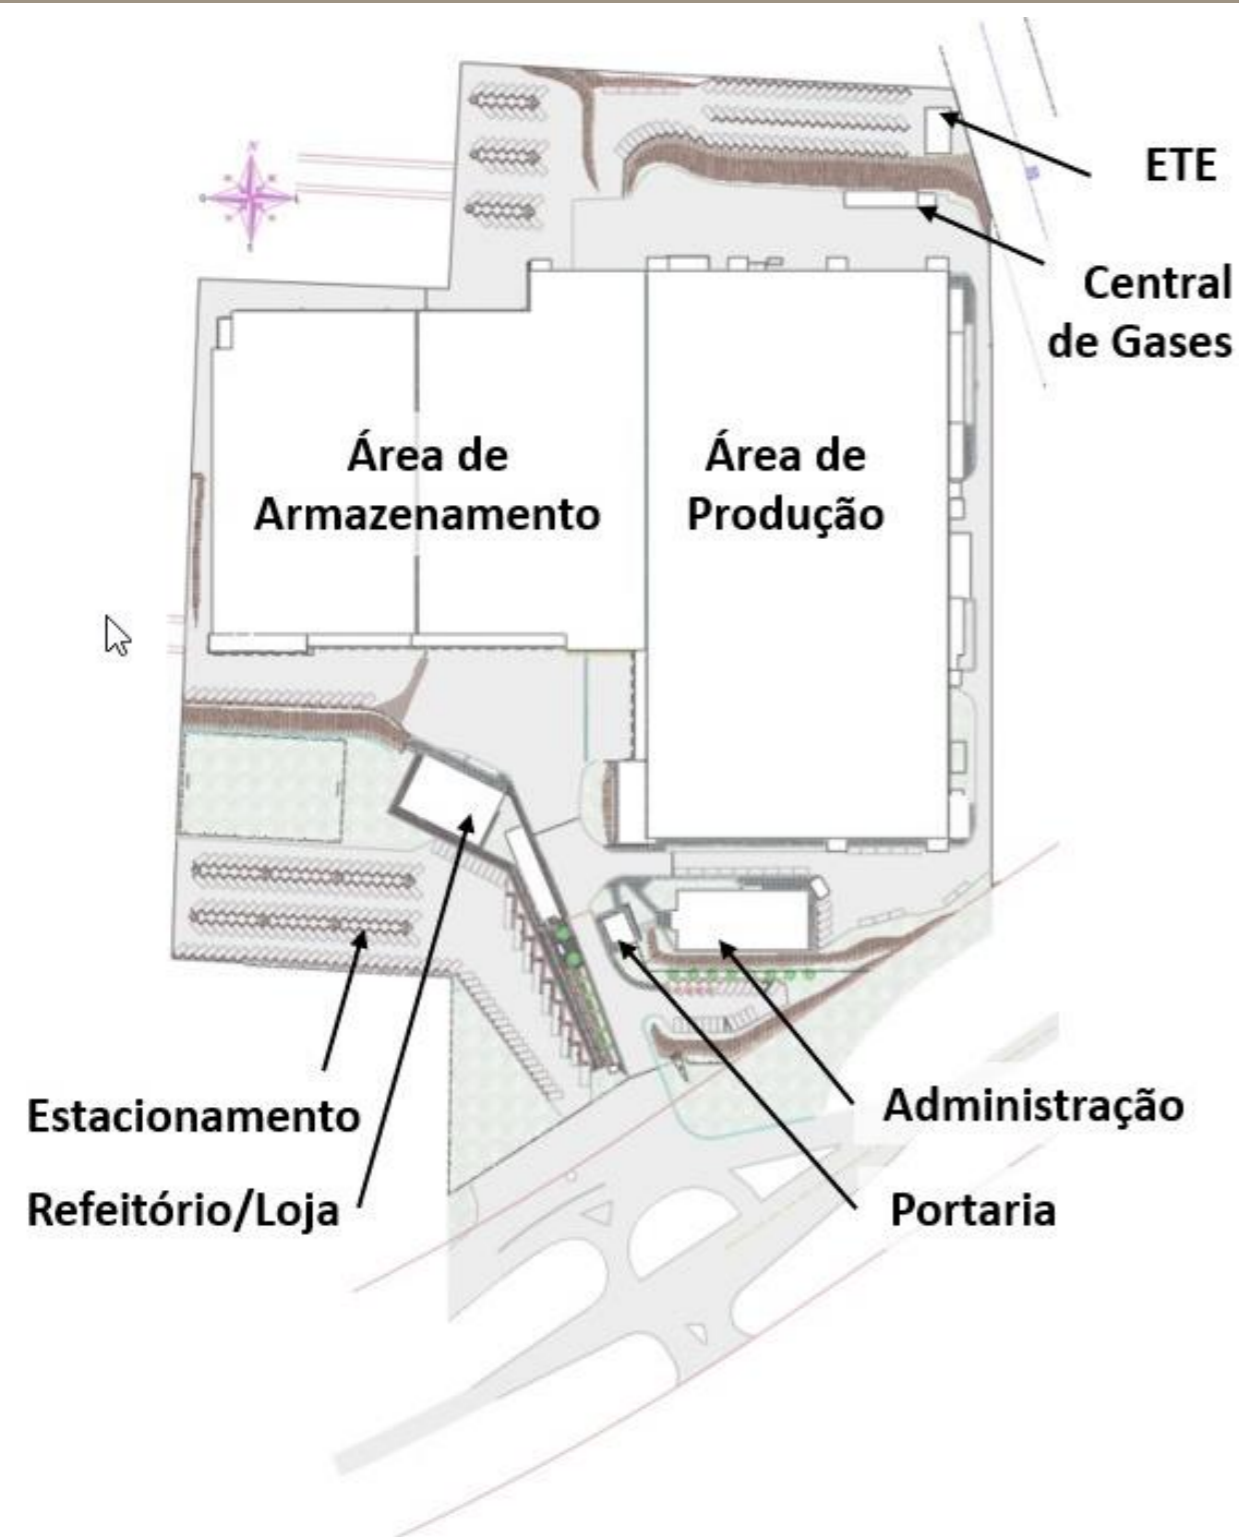 N
ETE
Central
de Gases
Área de
Armazenamento
Área de
Produção
Estacionamento
Refeitório/Loja
Administração
Portaria